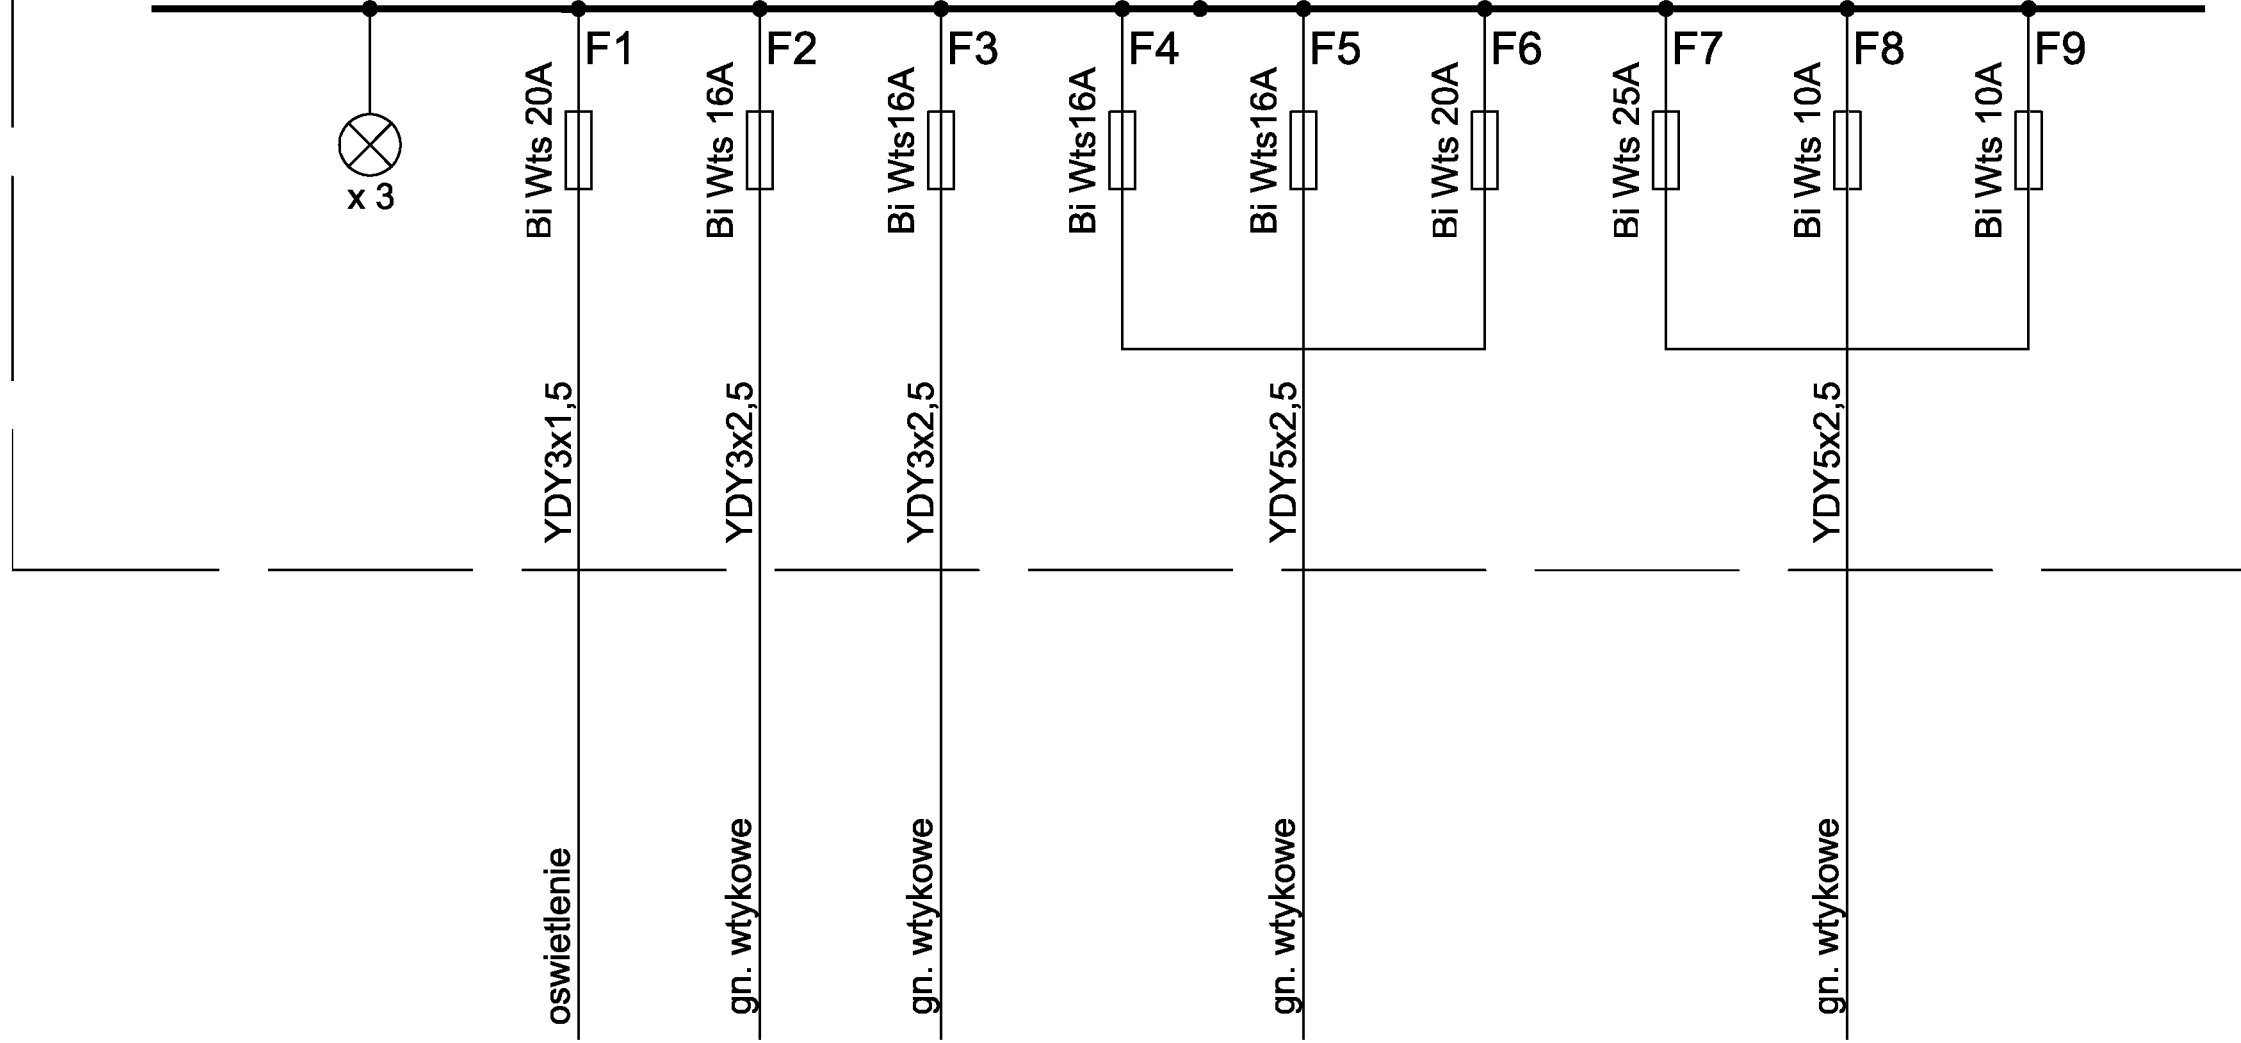 F1
F2
F3
F4
F5
F6
F7
F8
F9
x 3
Bi Wts 20A
Bi Wts 16A
Bi Wts16A
Bi Wts16A
Bi Wts16A
Bi Wts 20A
Bi Wts 25A
Bi Wts 10A
Bi Wts 10A
YDY3x1,5
YDY3x2,5
YDY3x2,5
YDY5x2,5
YDY5x2,5
oswietlenie
gn. wtykowe
gn. wtykowe
gn. wtykowe
gn. wtykowe